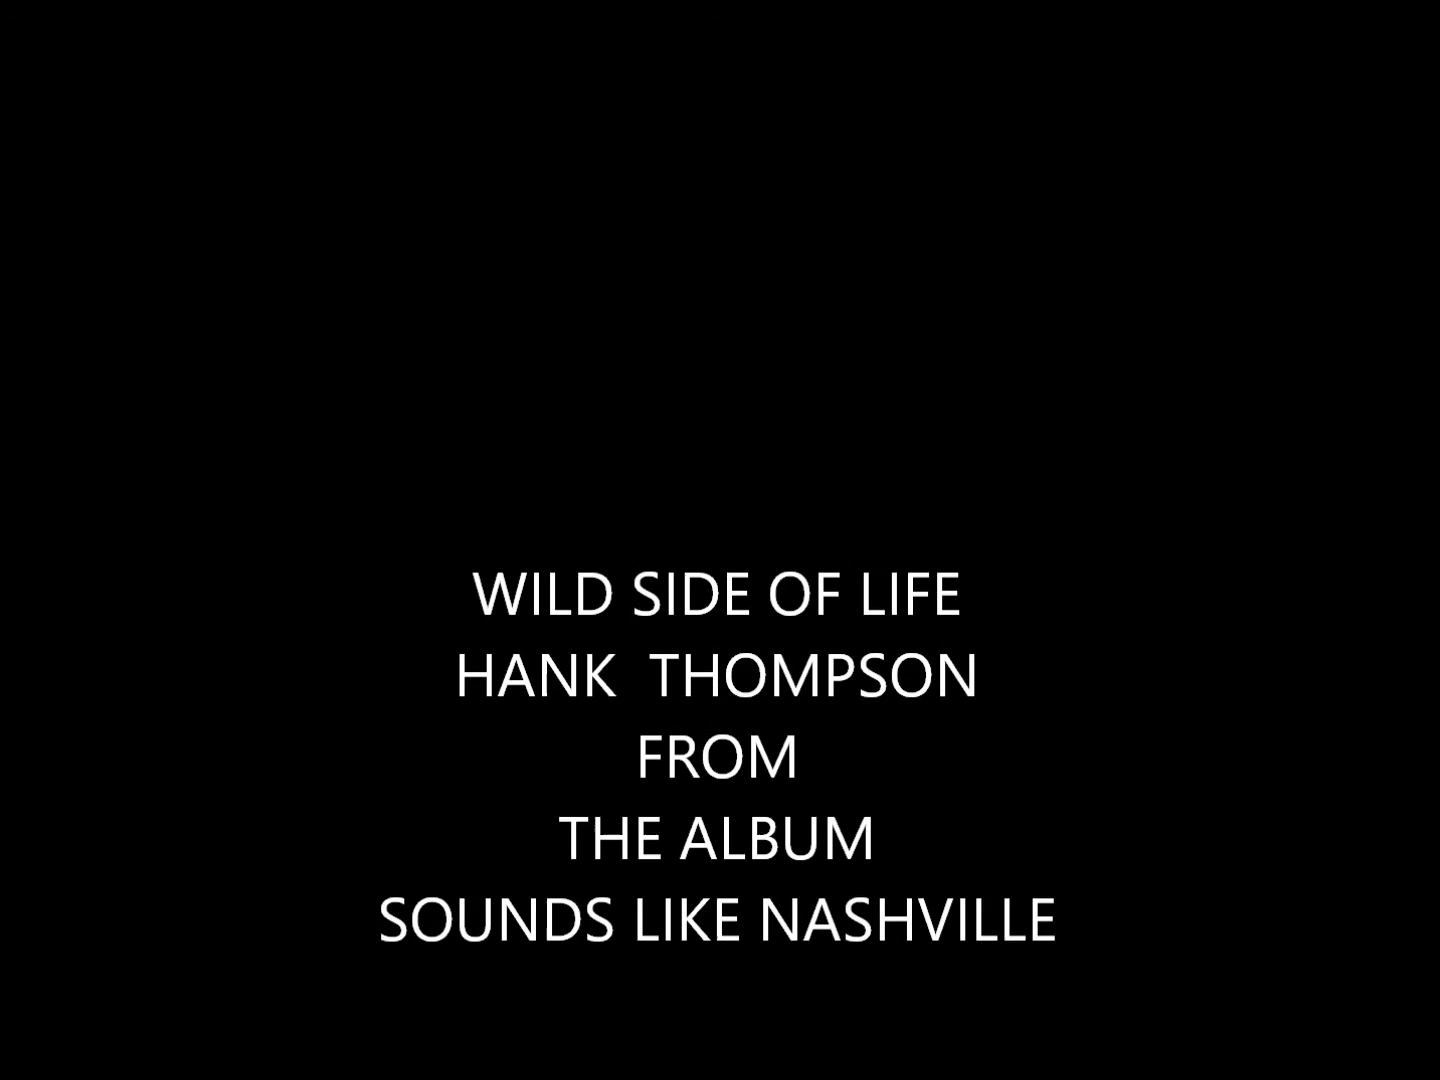 WILD SIDE OF LIFE
HANK  THOMPSON
FROM
THE ALBUM
SOUNDS LIKE NASHVILLE